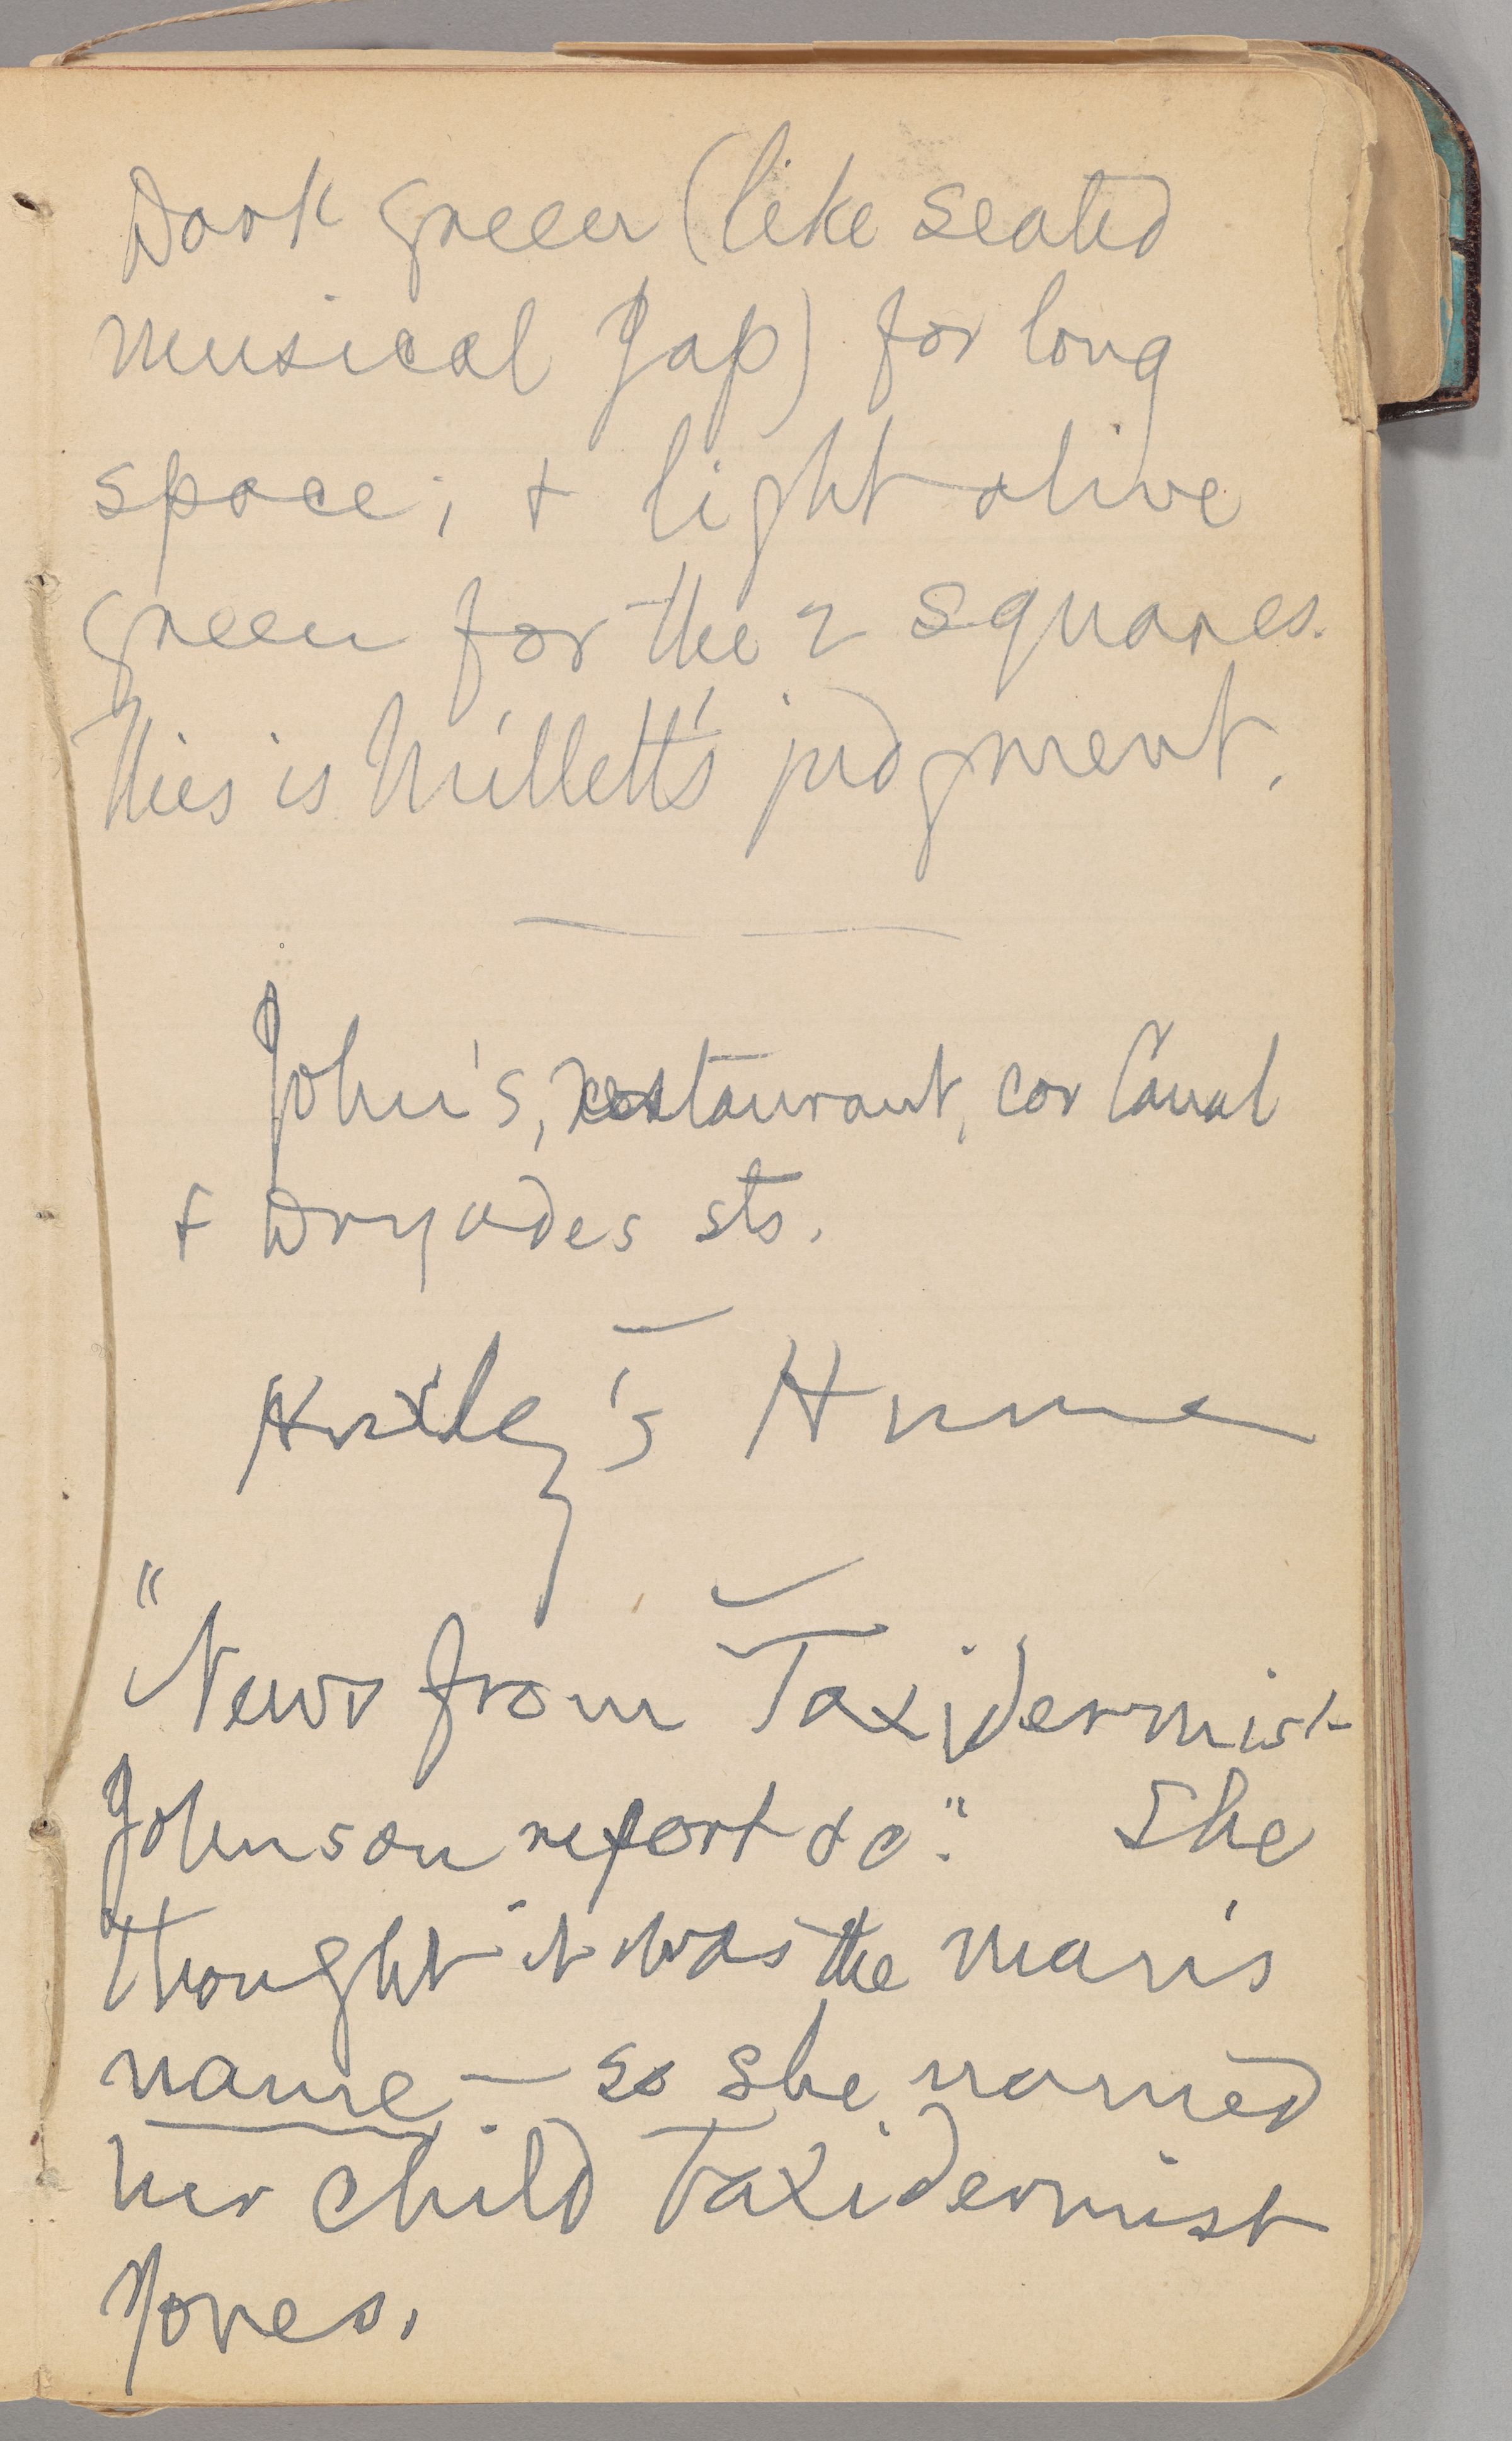 Dark green (like seated
musical Jap) for long
space; & light olive
green for the 2 squares.
This is Millett's judgment.
John's, restaurant, cor Canal
& Dryades sts.
Huxley's Hume
"News from Taxidermist
Johnson report &c." She
thought it was the man's
name — so she named
her child Taxidermist
Jones.